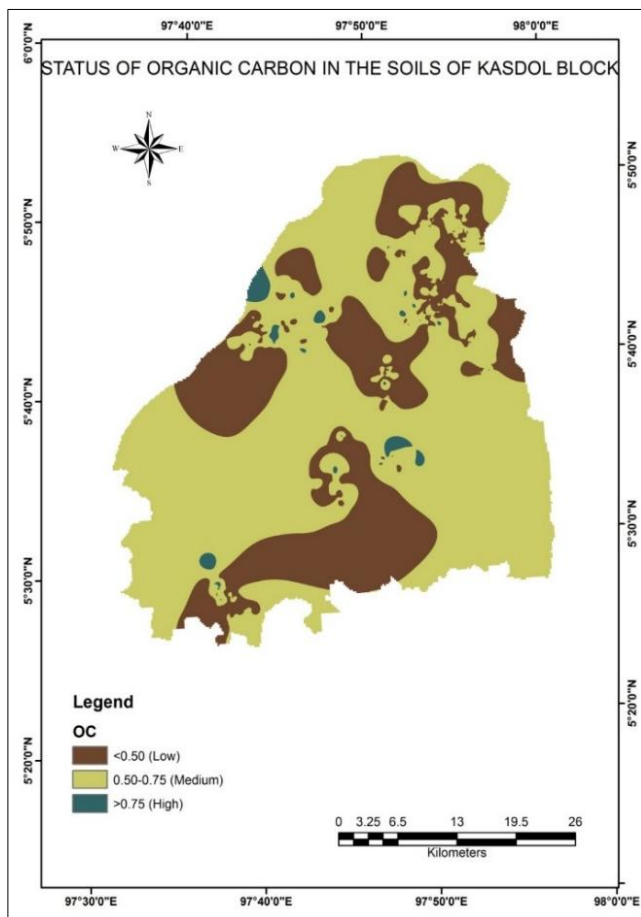 97°40'0"E 97°50'0"E 98°0'0"E
6°0'0"N
STATUS OF ORGANIC CARBON IN THE SOILS OF KASDOL BLOCK
N
W E
S
5°50'0"N
5°50'0"N
5°40'0"N
5°40'0"N
5°30'0"N
5°30'0"N
5°20'0"N
5°20'0"N
Legend
OC
<0.50 (Low)
0.50-0.75 (Medium)
>0.75 (High)
0 3.25 6.5 13 19.5 26
Kilometers
97°30'0"E 97°40'0"E 97°50'0"E 98°0'0"E